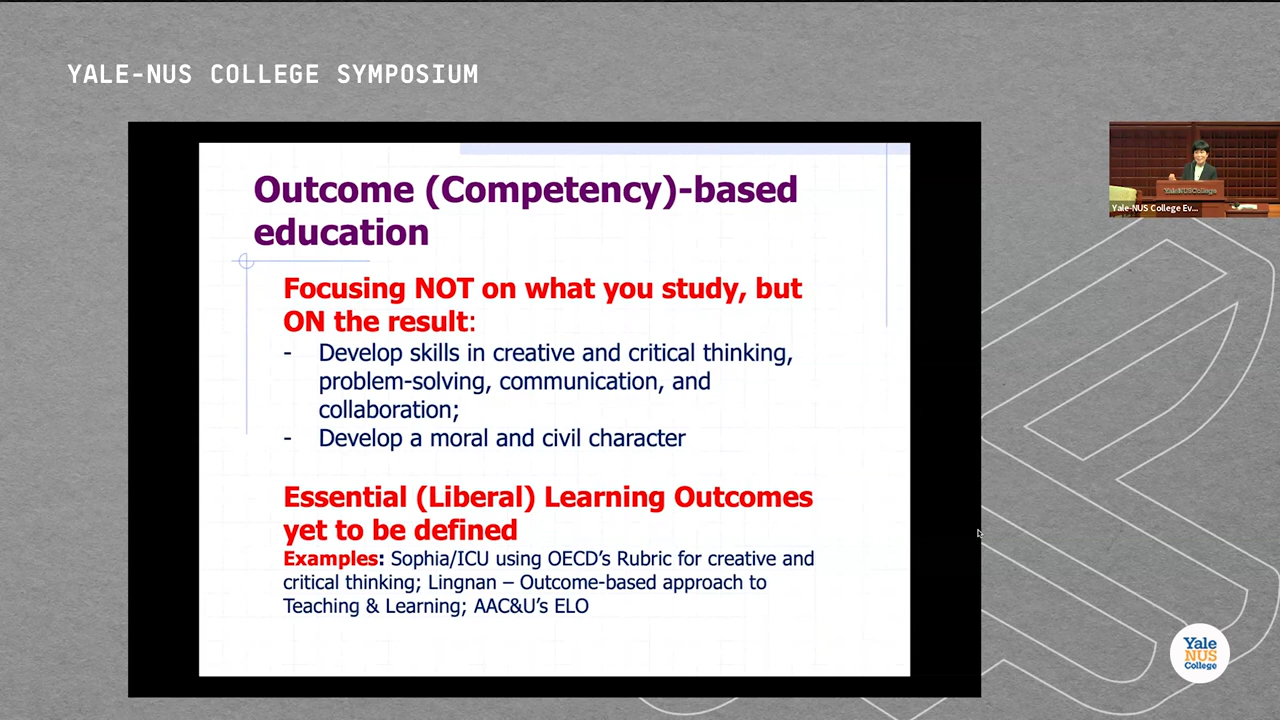 YALE-NUS COLLEGE SYMPOSIUM
Outcome (Competency)-based
education
Focusing NOT on what you study, but
ON the result:
- Develop skills in creative and critical thinking,
problem-solving, communication, and
collaboration;
- Develop a moral and civil character
Essential (Liberal) Learning Outcomes
yet to be defined
Examples: Sophia/ICU using OECD’s Rubric for creative and
critical thinking; Lingnan – Outcome-based approach to
Teaching & Learning; AAC&U’s ELO
Yale-NUS College
Yale-NUS College Ev...
Yale
NUS
College